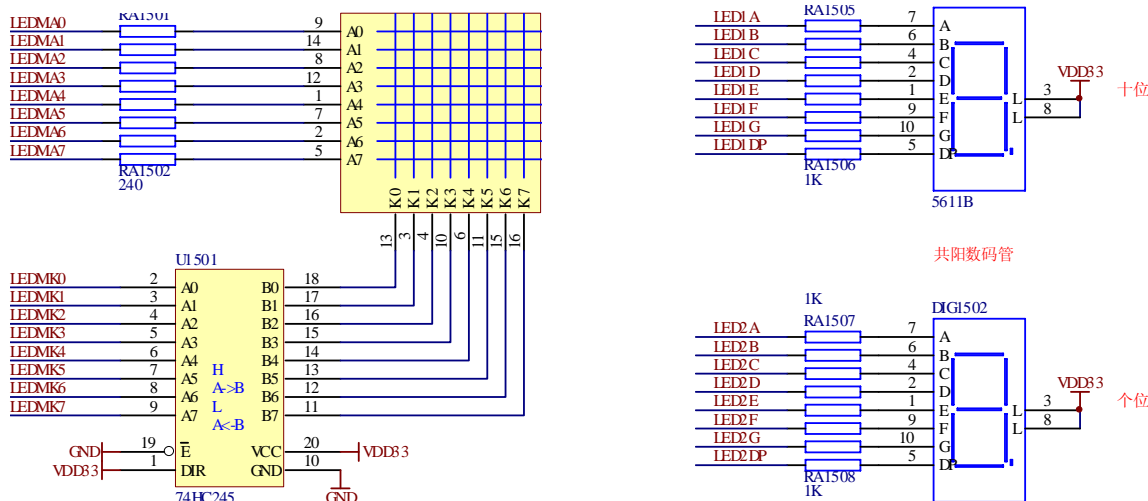 LEDMA0
RA1501
9
A0
LEDMA1
14
A1
LEDMA2
8
A2
LEDMA3
12
A3
LEDMA4
1
A4
LEDMA5
7
A5
LEDMA6
2
A6
LEDMA7
5
A7
RA1502
240
K0
K1
K2
K3
K4
K5
K6
K7
13
3
4
10
6
11
15
16
U1501
LEDMK0
2
A0
B0
18
LEDMK1
3
A1
B1
17
LEDMK2
4
A2
B2
16
LEDMK3
5
A3
B3
15
LEDMK4
6
A4
B4
14
LEDMK5
7
A5
B5
13
LEDMK6
8
A6
B6
12
LEDMK7
9
A7
B7
11
H
A->B
L
A<-B
GND
19
E
VCC
20
VDD33
VDD33
1
DIR
GND
10
GND
74HC245
LED1A
RA1505
7
A
LED1B
6
B
LED1C
4
C
LED1D
2
D
LED1E
1
E
LED1F
9
F
LED1G
10
G
LED1DP
5
DP
RA1506
1K
L
3
L
8
VDD33
十位
5611B
共阳数码管
1K
RA1507
DIG1502
LED2A
7
A
LED2B
6
B
LED2C
4
C
LED2D
2
D
LED2E
1
E
LED2F
9
F
LED2G
10
G
LED2DP
5
DP
RA1508
1K
L
3
L
8
VDD33
个位